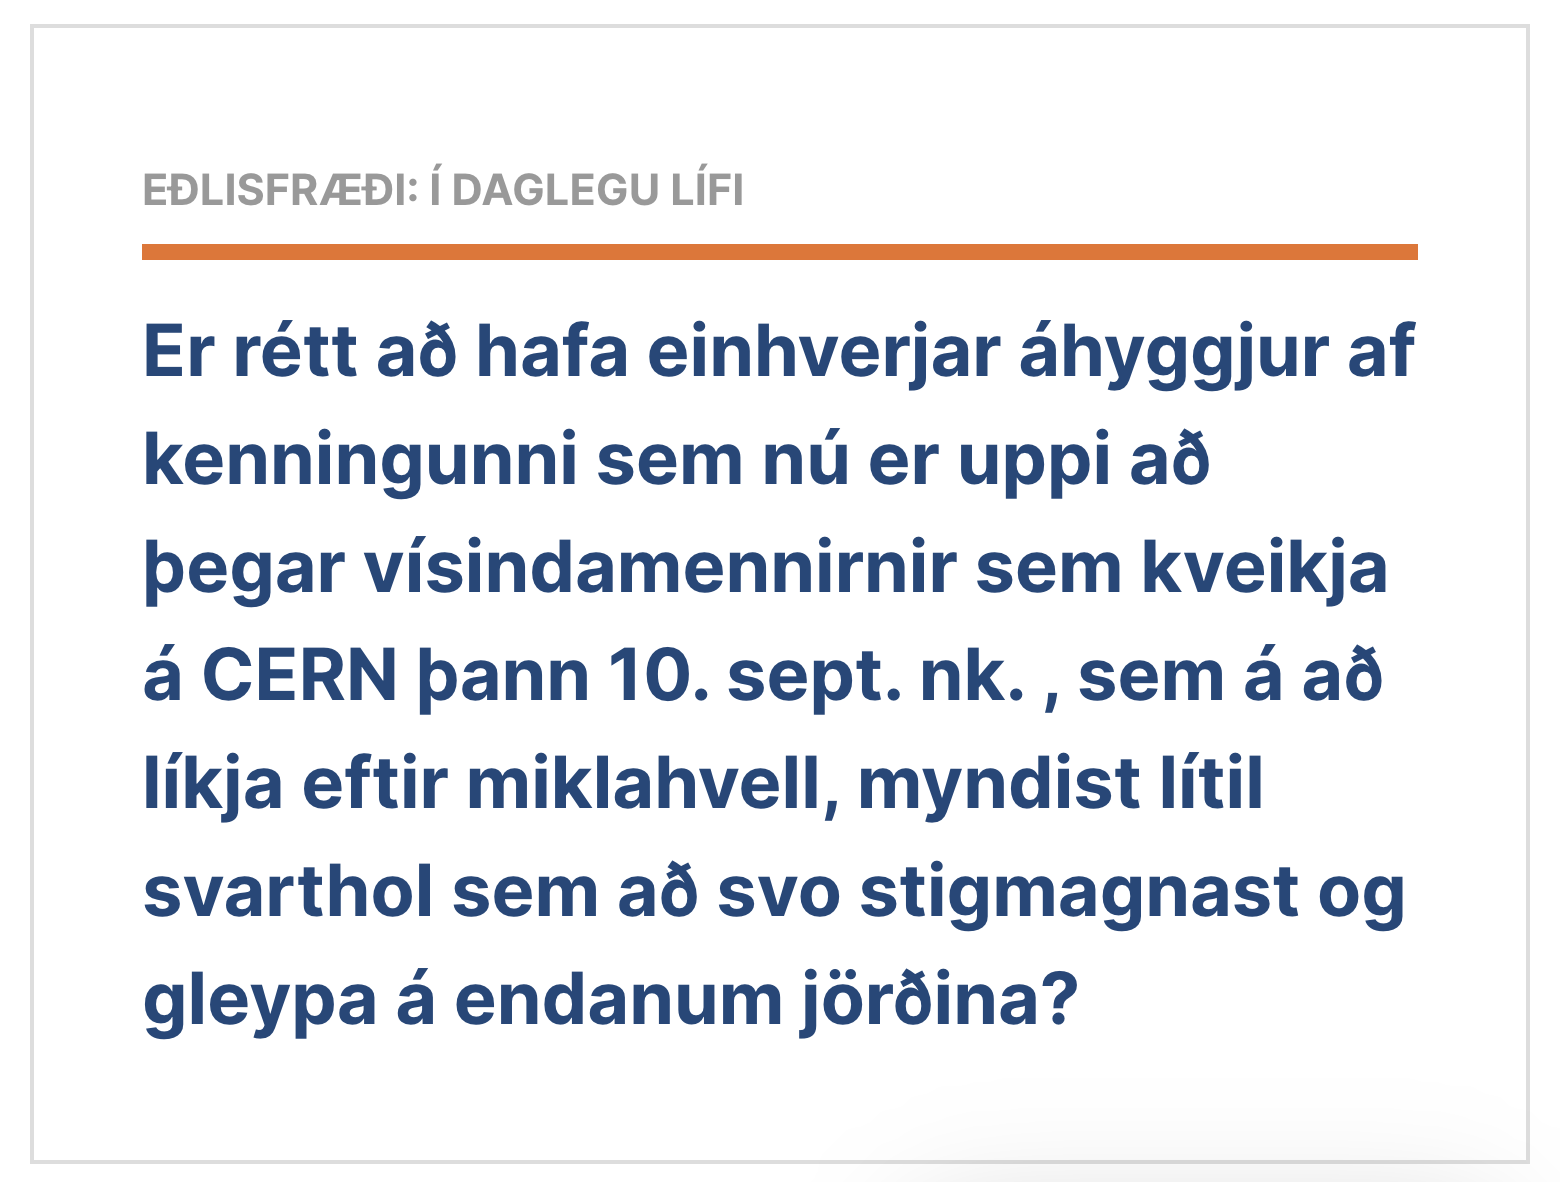 EÐLISFRÆÐI: Í DAGLEGU LÍFI
Er rétt að hafa einhverjar áhyggjur af
kenningunni sem nú er uppi að
þegar vísindamennirnir sem kveikja
á CERN þann 10. sept. nk. , sem á að
líkja eftir miklahvell, myndist lítil
svarthol sem að svo stigmagnast og
gleypa á endanum jörðina?